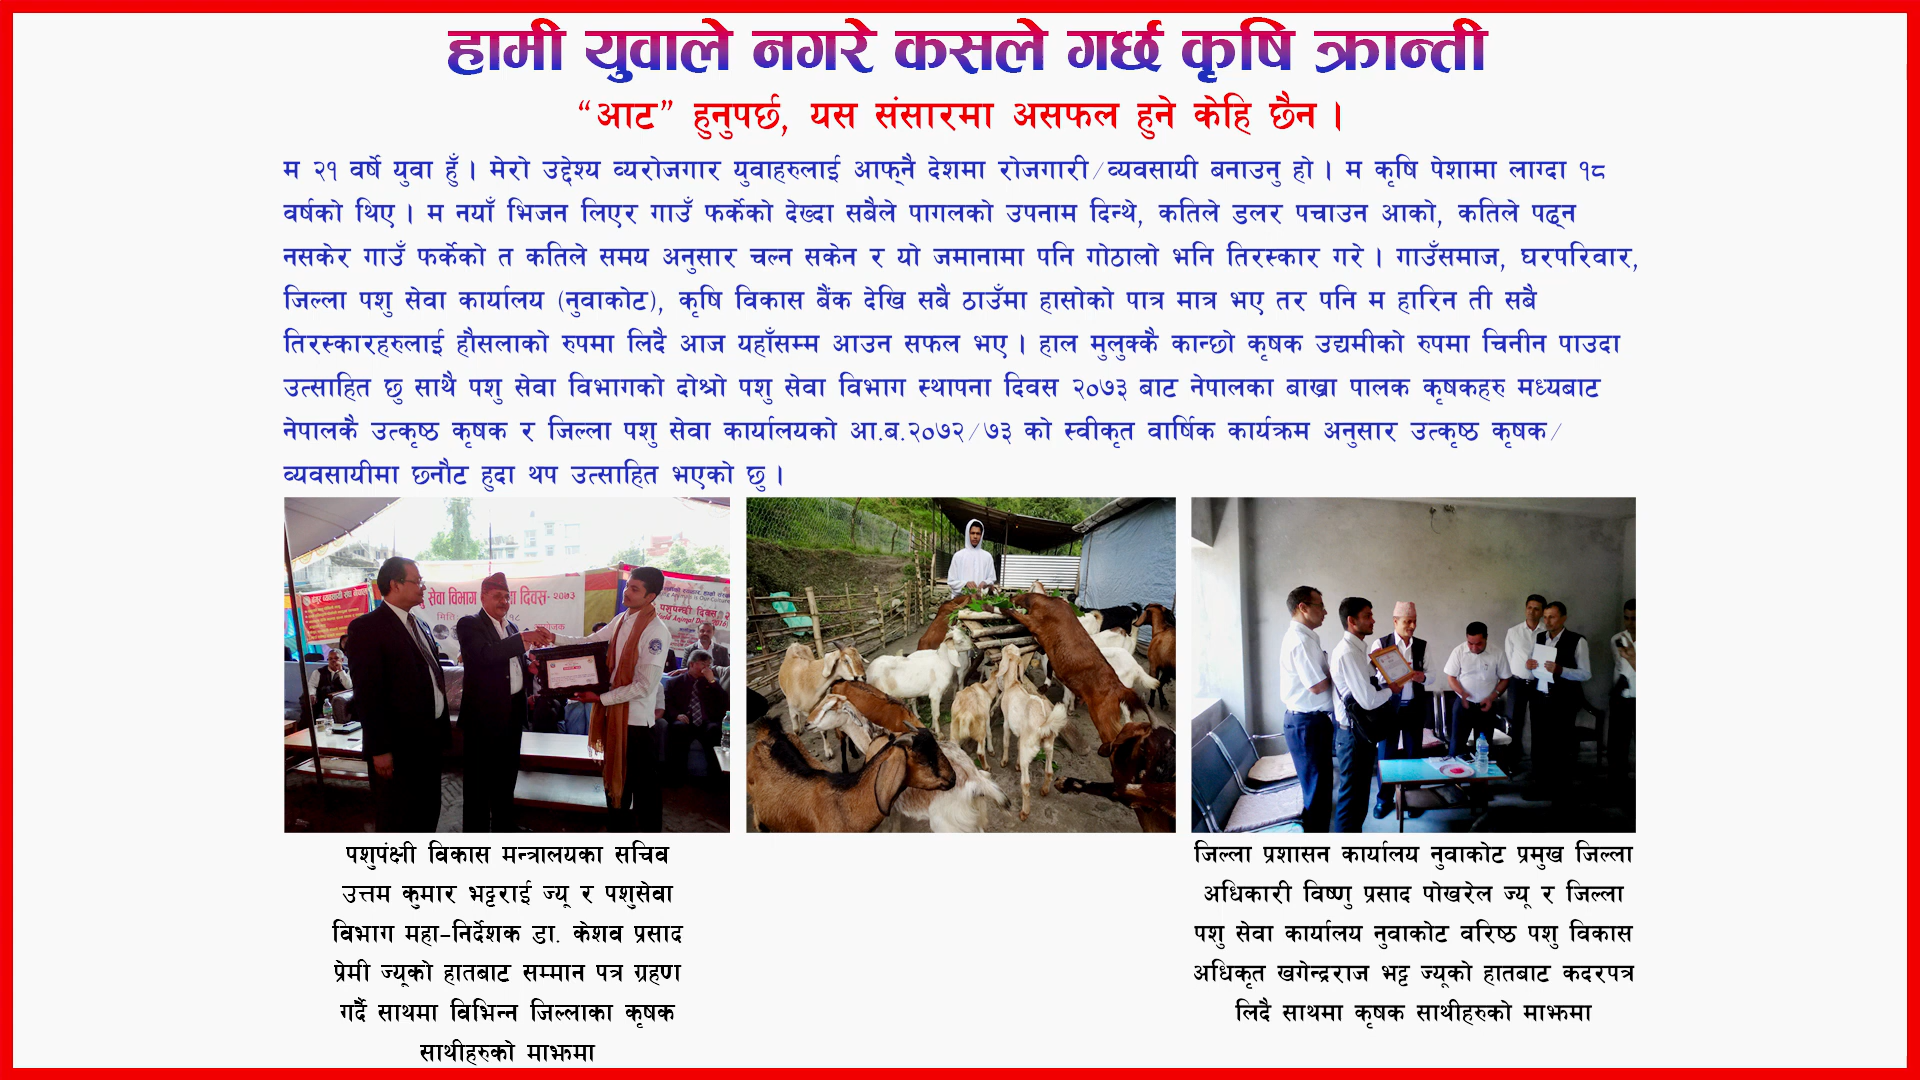 हामी युवाले नगरे कसले गर्छ कृषि क्रान्ती
“आट” हुनुपर्छ, यस संसारमा असफल हुने केहि छैन ।
म २१ वर्षे युवा हुँ । मेरो उद्देश्य व्यरोजगार युवाहरुलाई आफ्नै देशमा रोजगारी/व्यवसायी बनाउनु हो । म कृषि पेशामा लाग्दा १८
वर्षको थिए । म नयाँ भिजन लिएर गाउँ फर्केको देख्दा सबैले पागलको उपनाम दिन्थे, कतिले डलर पचाउन आको, कतिले पढ्न
नसकेर गाउँ फर्केको त कतिले समय अनुसार चल्न सकेन र यो जमानामा पनि गोठालो भनि तिरस्कार गरे । गाउँसमाज, घरपरिवार,
जिल्ला पशु सेवा कार्यालय (नुवाकोट), कृषि विकास बैंक देखि सबै ठाउँमा हासोको पात्र मात्र भए तर पनि म हारिन ती सबै
तिरस्कारहरुलाई हौसलाको रुपमा लिदै आज यहाँसम्म आउन सफल भए । हाल मुलुक्कै कान्छो कृषक उद्यमीको रुपमा चिनीन पाउदा
उत्साहित छु साथै पशु सेवा विभागको दोश्रो पशु सेवा विभाग स्थापना दिवस २०७३ बाट नेपालका बाख्रा पालक कृषकहरु मध्यबाट
नेपालकै उत्कृष्ठ कृषक र जिल्ला पशु सेवा कार्यालयको आ.ब.२०७२/७३ को स्वीकृत वार्षिक कार्यक्रम अनुसार उत्कृष्ठ कृषक/
व्यवसायीमा छनौट हुदा थप उत्साहित भएको छु ।
सेवा विभाग
दिवस-२०७३
पशुपंक्षी विकास मन्त्रालयका सचिव
उत्तम कुमार भट्टराई ज्यू र पशुसेवा
विभाग महा-निर्देशक डा. केशब प्रसाद
प्रेमी ज्यूको हातबाट सम्मान पत्र ग्रहण
गर्दै साथमा विभिन्न जिल्लाका कृषक
साथीहरुको माझमा
जिल्ला प्रशासन कार्यालय नुवाकोट प्रमुख जिल्ला
अधिकारी विष्णु प्रसाद पोखरेल ज्यू र जिल्ला
पशु सेवा कार्यालय नुवाकोट वरिष्ठ पशु विकास
अधिकृत खगेन्द्रराज भट्ट ज्यूको हातबाट कदरपत्र
लिदै साथमा कृषक साथीहरुको माझमा